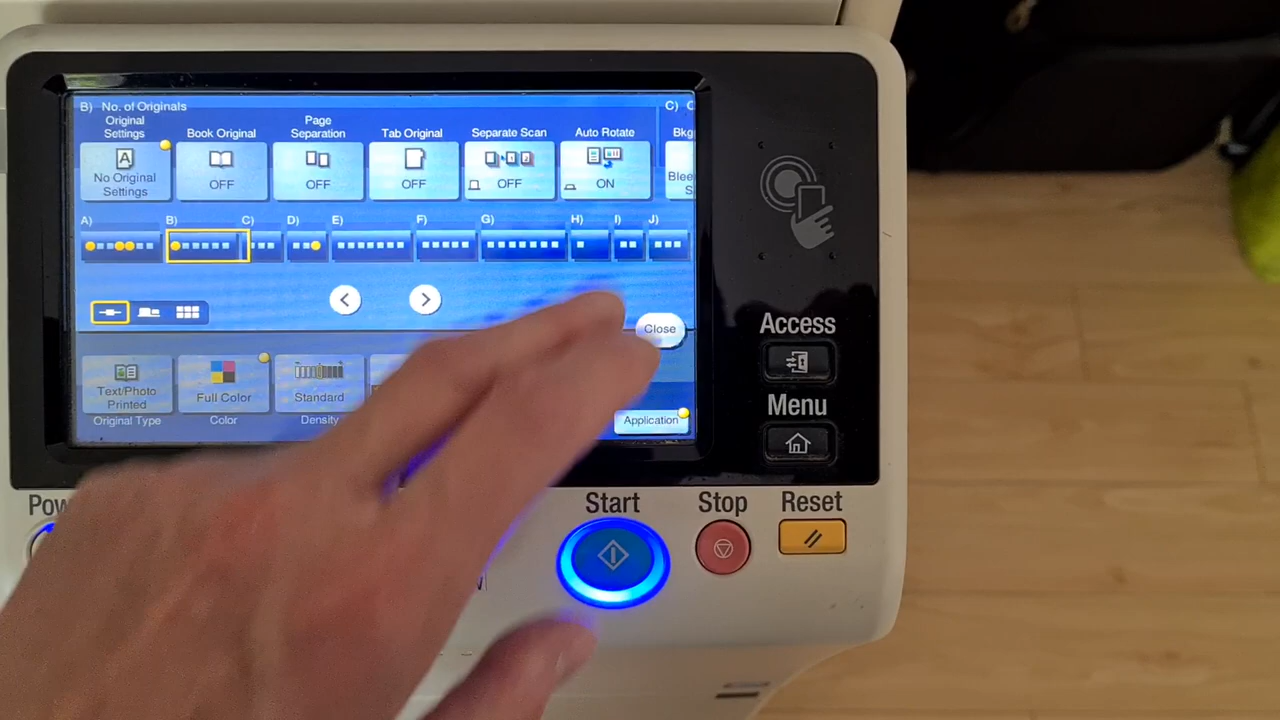 B) No. of Originals
C) C
Original Settings
Book Original
Page Separation
Tab Original
Separate Scan
Auto Rotate
A
No Original Settings
OFF
OFF
OFF
OFF
ON
A)
B)
C)
D)
E)
F)
G)
H)
I)
J)
Close
Text/Photo Printed
Full Color
Standard
Original Type
Color
Density
Application
Access
Menu
Pow
Start
Stop
Reset